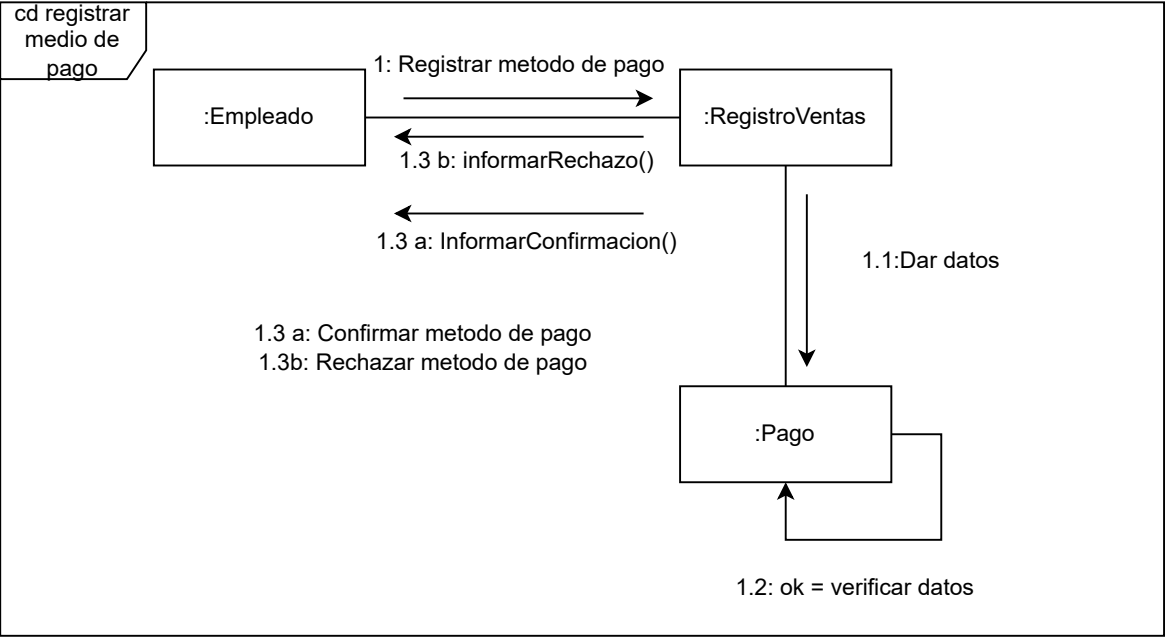 cd registrar
medio de
pago
1: Registrar metodo de pago
:Empleado
:RegistroVentas
1.3 b: informarRechazo()
1.3 a: InformarConfirmacion()
1.1:Dar datos
1.3 a: Confirmar metodo de pago
1.3b: Rechazar metodo de pago
:Pago
1.2: ok = verificar datos